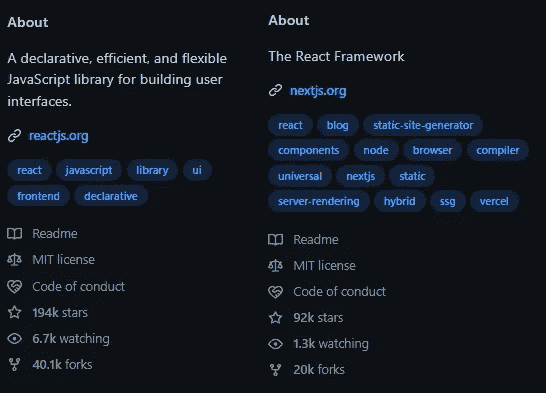 About
A declarative, efficient, and flexible
JavaScript library for building user
interfaces.
reactjs.org
react javascript library ui
frontend declarative
Readme
MIT license
Code of conduct
194k stars
6.7k watching
40.1k forks
About
The React Framework
nextjs.org
react blog static-site-generator
components node browser compiler
universal nextjs static
server-rendering hybrid ssg vercel
Readme
MIT license
Code of conduct
92k stars
1.3k watching
20k forks